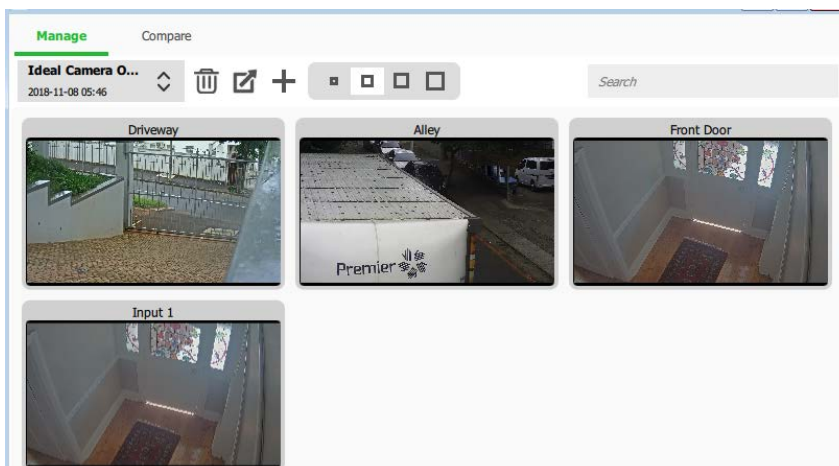 Manage
Compare
Ideal Camera O...
2018-11-08 05:46
Search
Driveway
Alley
Front Door
Premier
Input 1